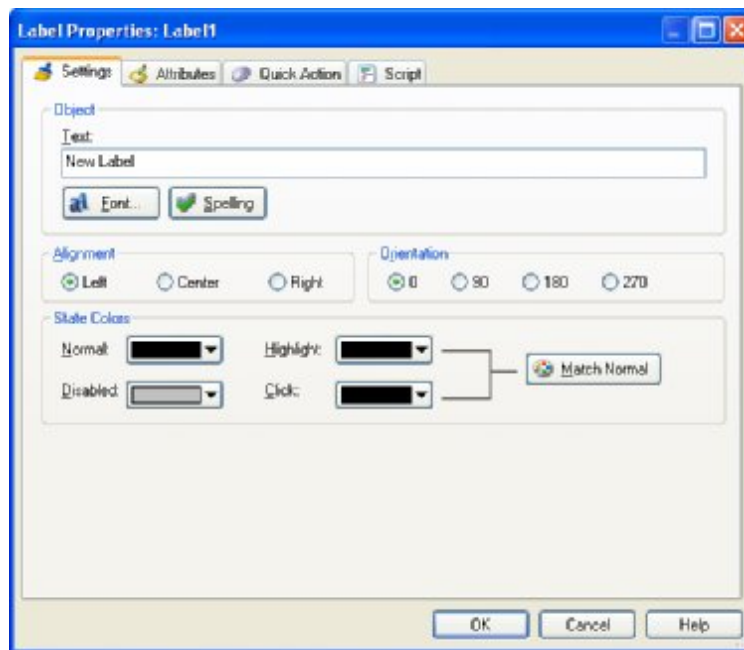 Label Properties: Label1
Settings Attributes Quick Action Script
Object
Text:
New Label
Font... Spelling
Alignment Orientation
Left Center Right 0 90 180 270
State Colors
Normal: Highlight: Match Normal
Disabled: Click:
OK Cancel Help